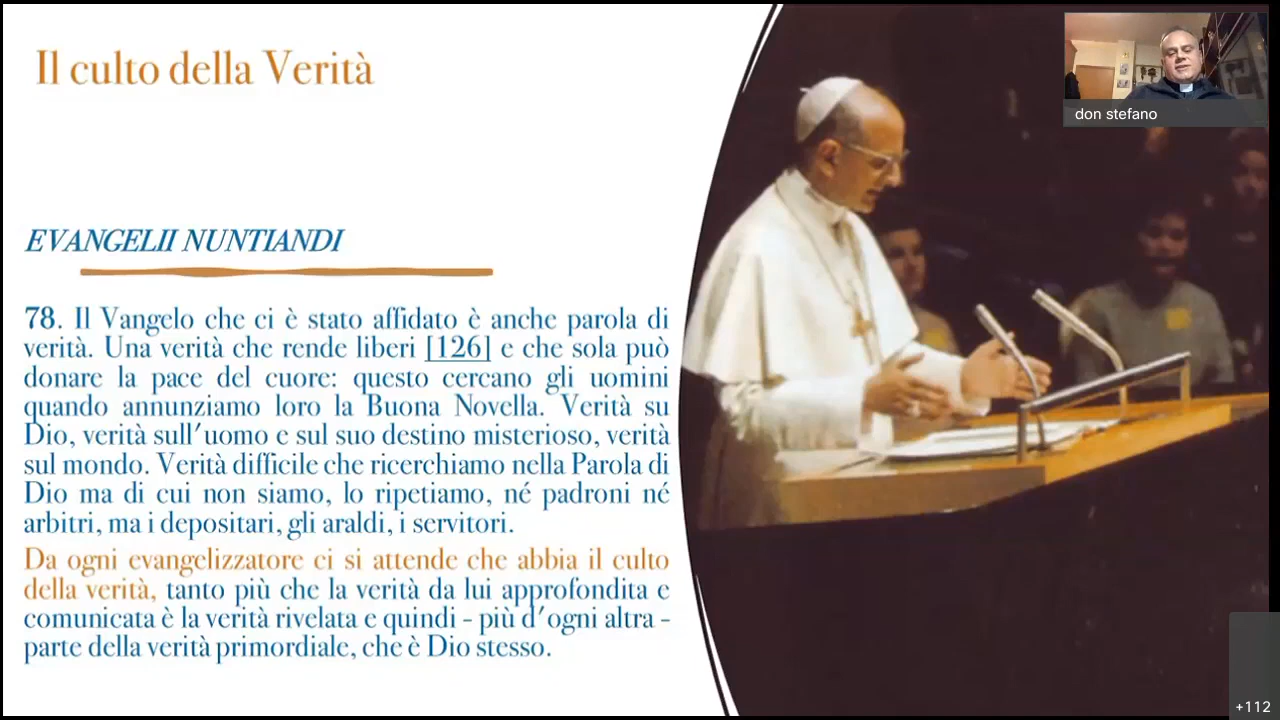 Il culto della Verità
don stefano
EVANGELII NUNTIANDI
78. Il Vangelo che ci è stato affidato è anche parola di
verità. Una verità che rende liberi [126] e che sola può
donare la pace del cuore: questo cercano gli uomini
quando annunziamo loro la Buona Novella. Verità su
Dio, verità sull'uomo e sul suo destino misterioso, verità
sul mondo. Verità difficile che ricerchiamo nella Parola di
Dio ma di cui non siamo, lo ripetiamo, né padroni né
arbitri, ma i depositari, gli araldi, i servitori.
Da ogni evangelizzatore ci si attende che abbia il culto
della verità, tanto più che la verità da lui approfondita e
comunicata è la verità rivelata e quindi - più d'ogni altra -
parte della verità primordiale, che è Dio stesso.
+112